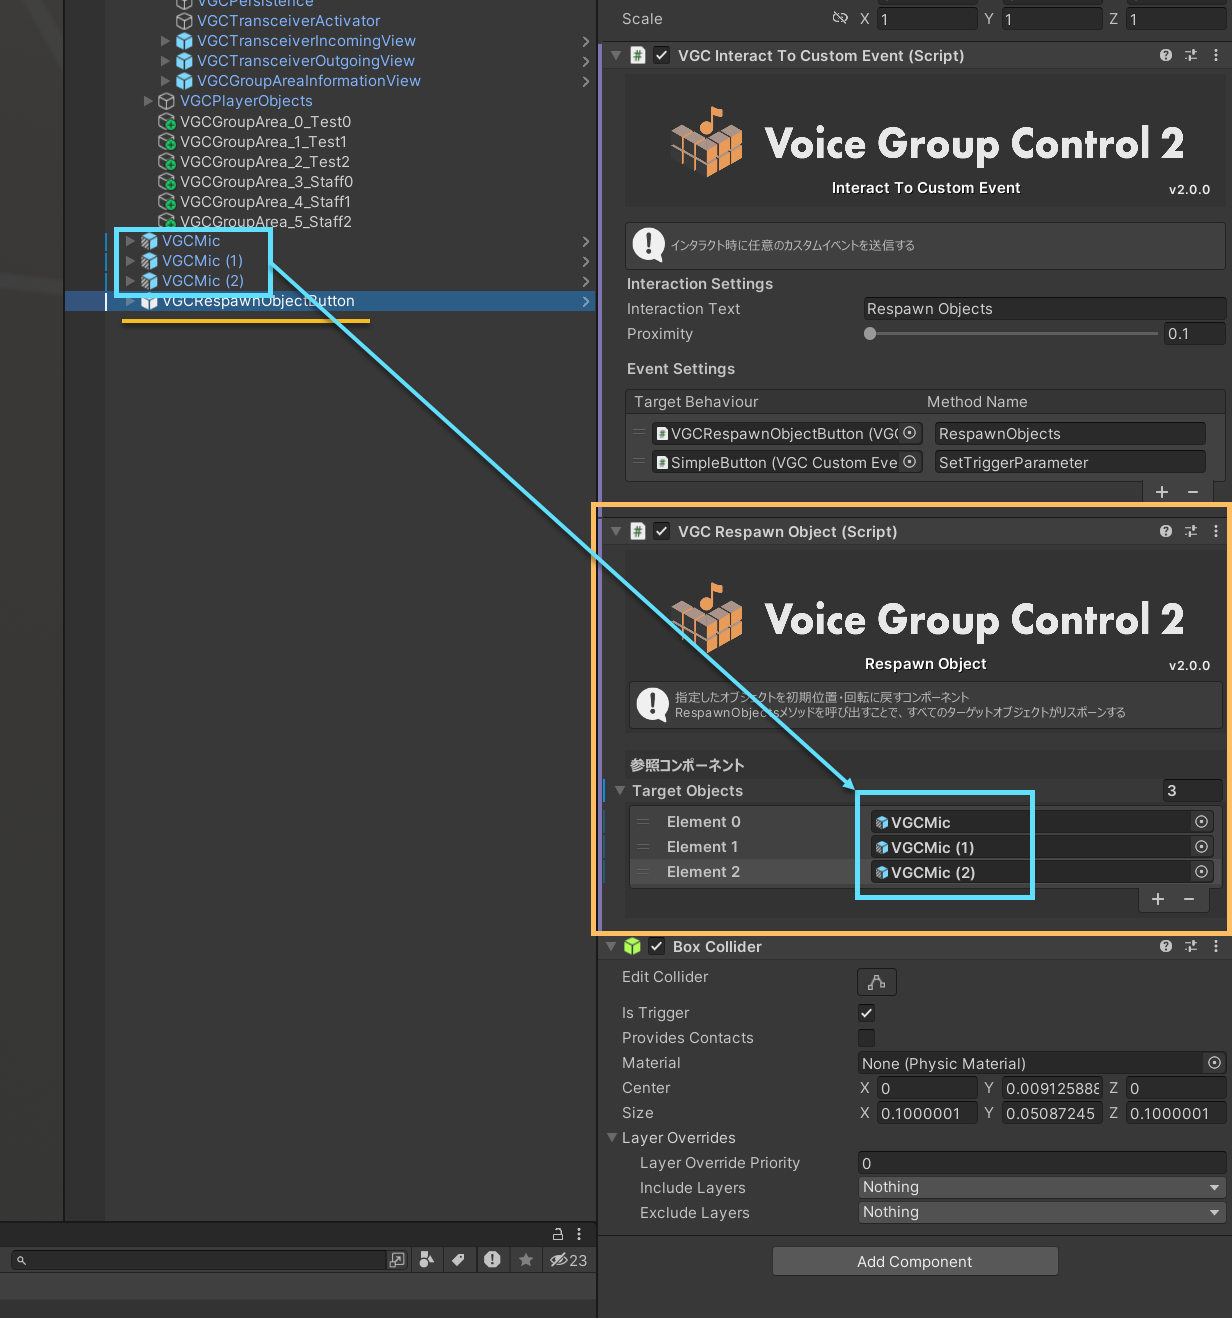 VGCPersistence
VGCTransceiverActivator
VGCTransceiverIncomingView
VGCTransceiverOutgoingView
VGCGroupAreaInformationView
VGCPlayerObjects
VGCGroupArea_0_Test0
VGCGroupArea_1_Test1
VGCGroupArea_2_Test2
VGCGroupArea_3_Staff0
VGCGroupArea_4_Staff1
VGCGroupArea_5_Staff2
VGCMic
VGCMic (1)
VGCMic (2)
VGCRespawnObjectButton
23
Scale X 1 Y 1 Z 1
VGC Interact To Custom Event (Script)
Voice Group Control 2
Interact To Custom Event
v2.0.0
インタラクト時に任意のカスタムイベントを送信する
Interaction Settings
Interaction Text Respawn Objects
Proximity 0.1
Event Settings
Target Behaviour Method Name
VGCRespawnObjectButton (VGC RespawnObjects
SimpleButton (VGC Custom Eve SetTriggerParameter
VGC Respawn Object (Script)
Voice Group Control 2
Respawn Object
v2.0.0
指定したオブジェクトを初期位置・回転に戻すコンポーネント
RespawnObjectsメソッドを呼び出すことで、すべてのターゲットオブジェクトがリスポーンする
参照コンポーネント
Target Objects 3
Element 0 VGCMic
Element 1 VGCMic (1)
Element 2 VGCMic (2)
Box Collider
Edit Collider
Is Trigger
Provides Contacts
Material None (Physic Material)
Center X 0 Y 0.009125888 Z 0
Size X 0.1000001 Y 0.05087245 Z 0.1000001
Layer Overrides
Layer Override Priority 0
Include Layers Nothing
Exclude Layers Nothing
Add Component